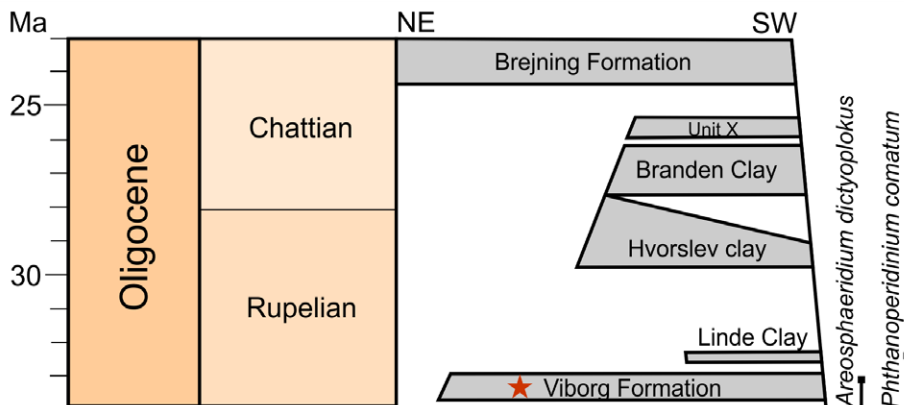 Ma
NE
SW
Brejning Formation
25
Unit X
Chattian
Branden Clay
Oligocene
Hvorslev clay
30
Rupelian
Linde Clay
Viborg Formation
Areosphaeridium dictyoplokus
Phthanoperidinium comatum